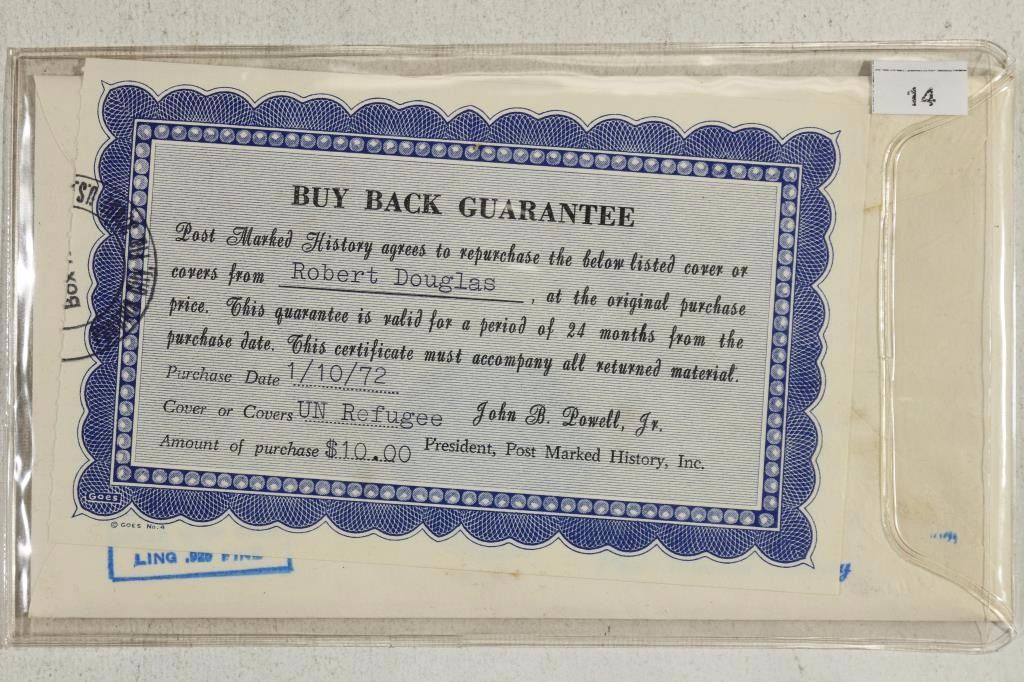 14
U.S.
BOX
BUY BACK GUARANTEE
Post Marked History agrees to repurchase the below listed cover or
covers from Robert Douglas , at the original purchase
price. This guarantee is valid for a period of 24 months from the
purchase date. This certificate must accompany all returned material.
Purchase Date 1/10/72
Cover or Covers UN Refugee John B. Powell, Jr.
Amount of purchase $10.00 President, Post Marked History, Inc.
GOES
© GOES No. 4
LING .925 FINE